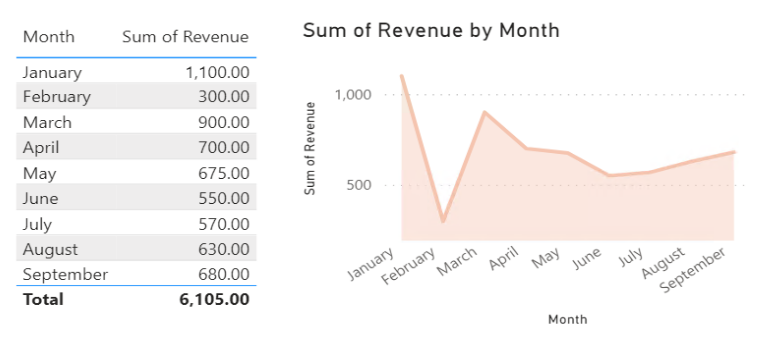 Month Sum of Revenue
January 1,100.00
February 300.00
March 900.00
April 700.00
May 675.00
June 550.00
July 570.00
August 630.00
September 680.00
Total 6,105.00
Sum of Revenue by Month
Sum of Revenue
1,000
500
January February March April May June July August September
Month